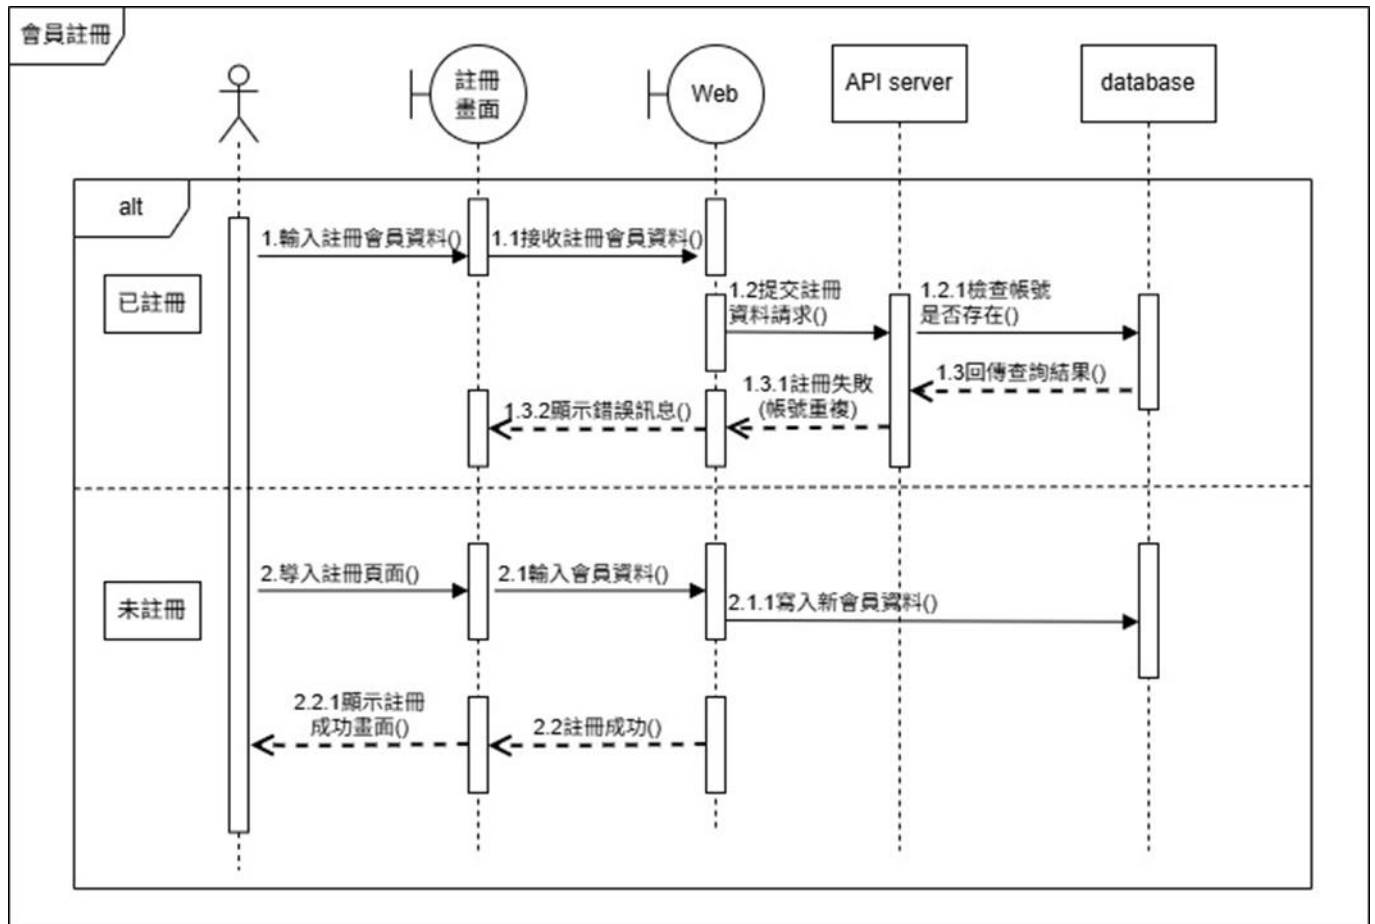 會員註冊
註冊
畫面
Web
API server
database
alt
1.輸入註冊會員資料()
1.1接收註冊會員資料()
已註冊
1.2提交註冊
資料請求()
1.2.1檢查帳號
是否存在()
1.3回傳查詢結果()
1.3.1註冊失敗
(帳號重複)
1.3.2顯示錯誤訊息()
未註冊
2.導入註冊頁面()
2.1輸入會員資料()
2.1.1寫入新會員資料()
2.2.1顯示註冊
成功畫面()
2.2註冊成功()